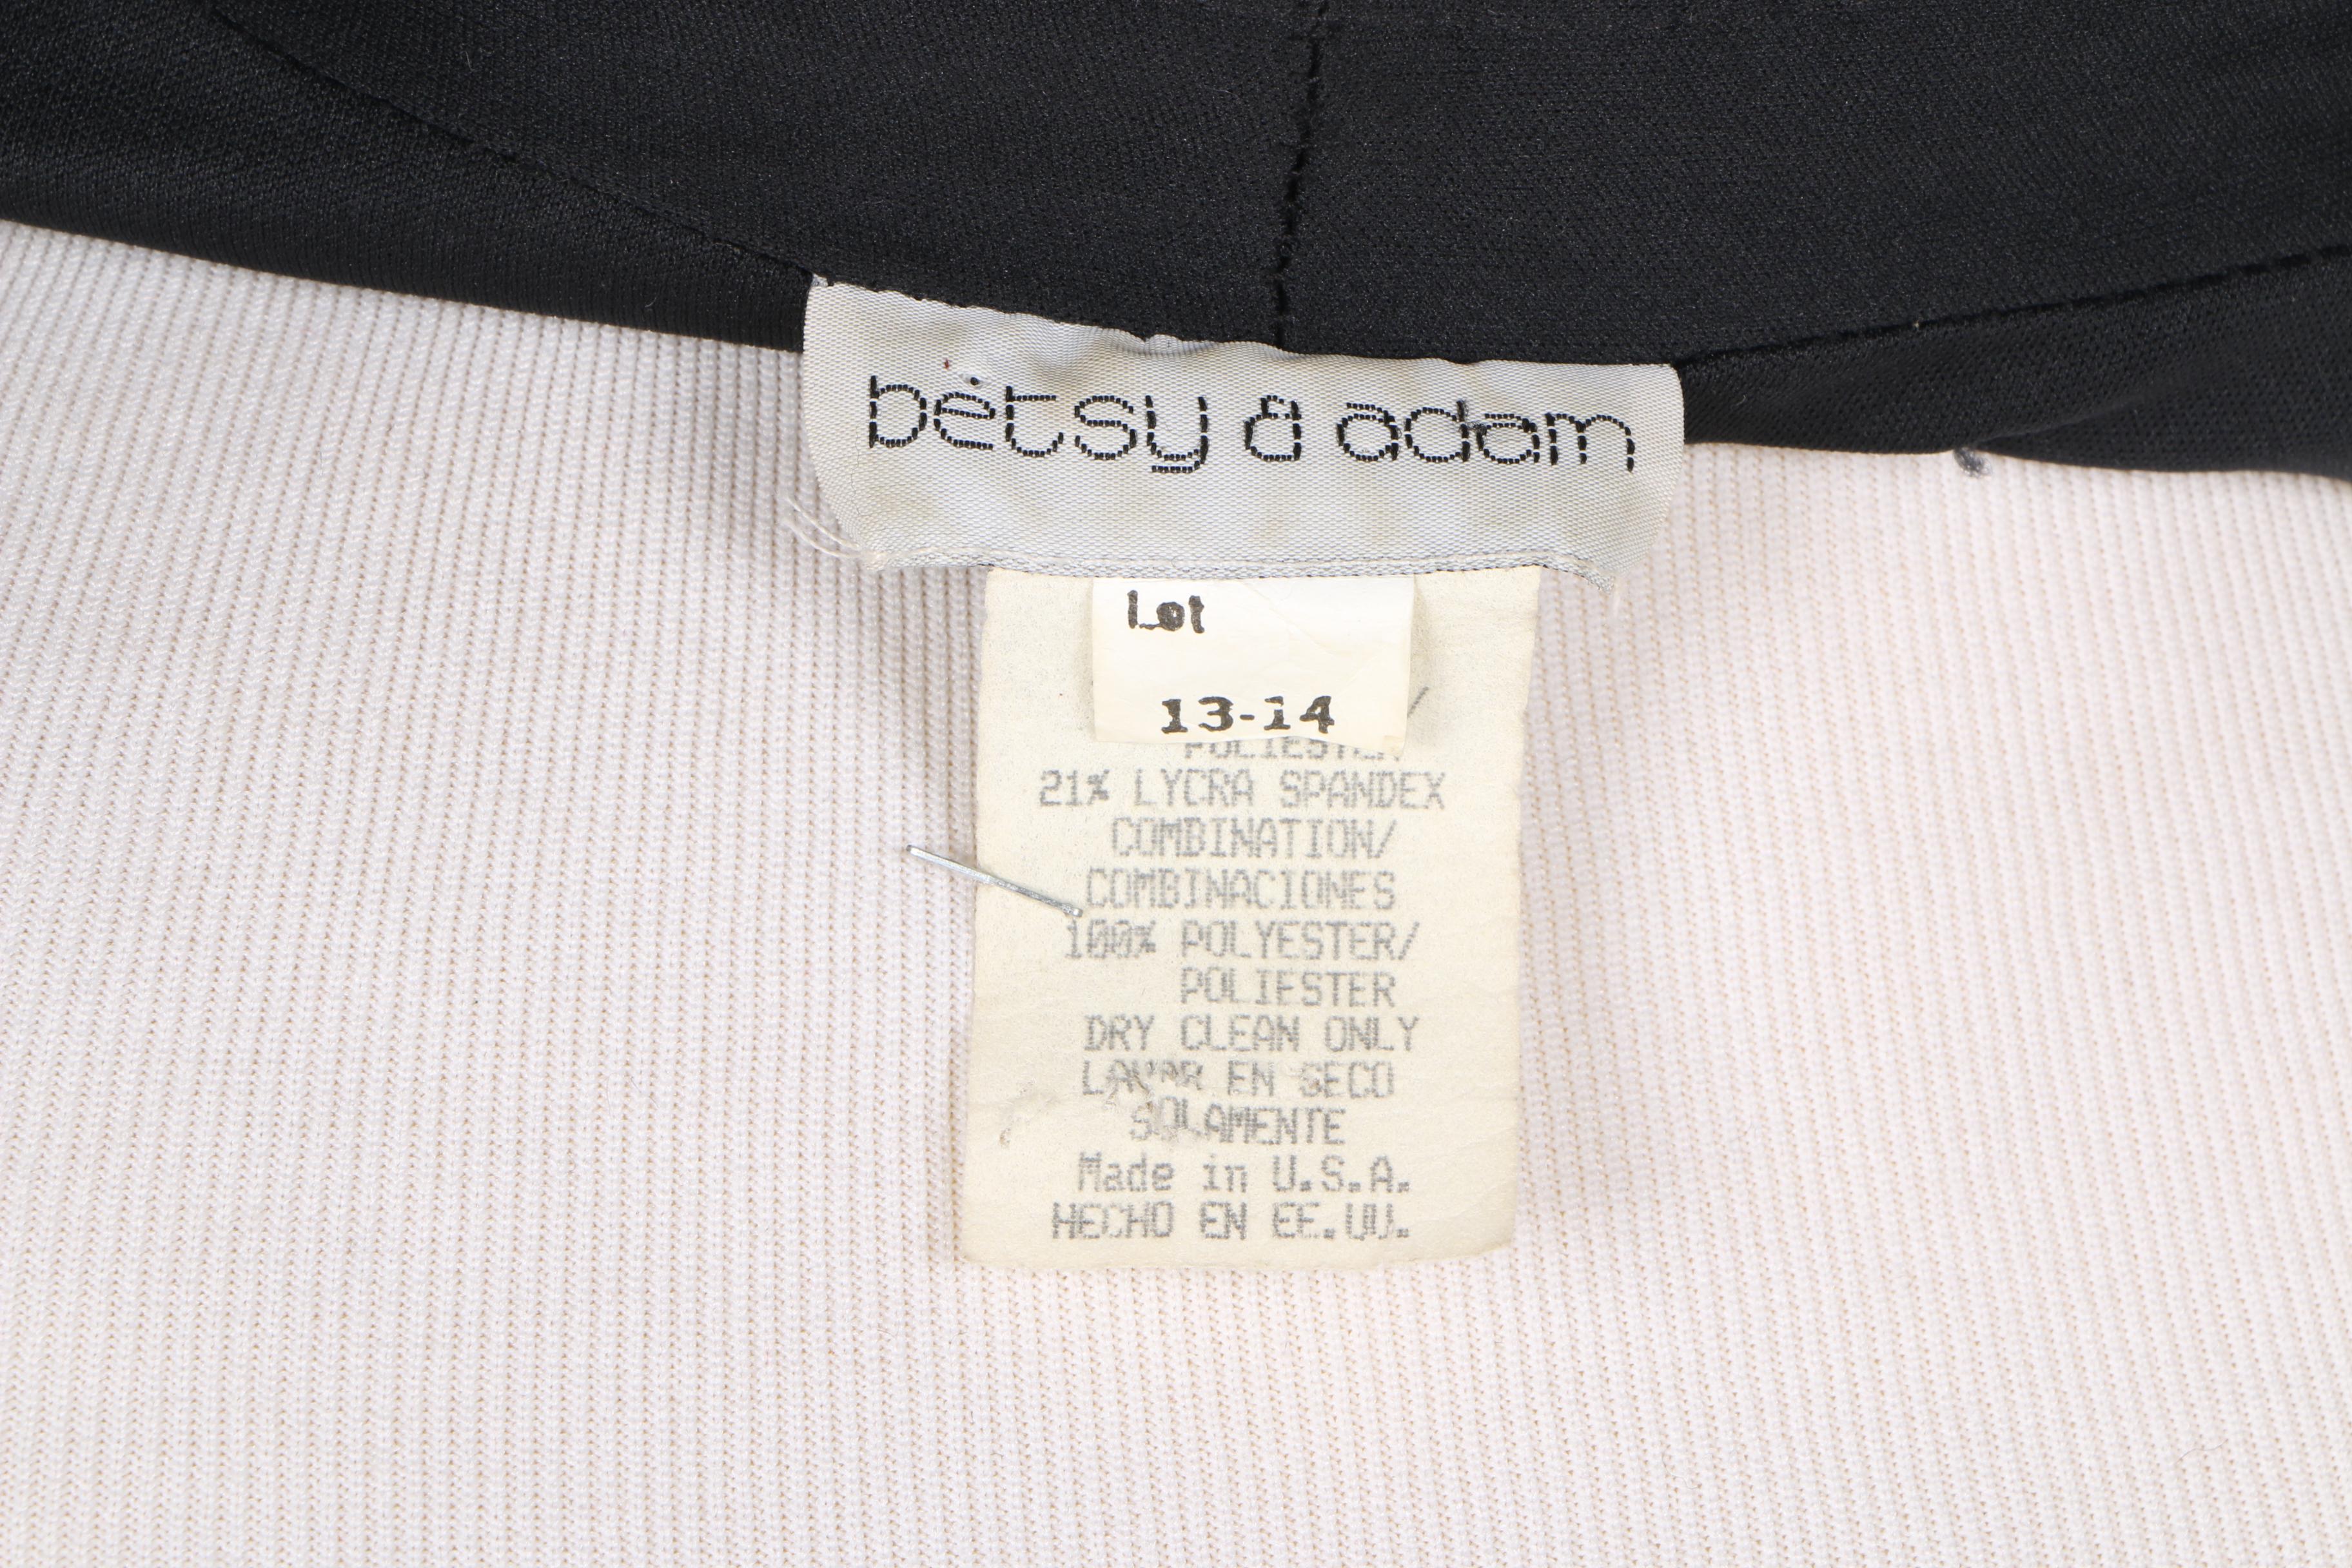 betsy & adam
Lot
13-14
POLIESTER
21% LYCRA SPANDEX
COMBINATION/
COMBINACIONES
100% POLYESTER/
POLIESTER
DRY CLEAN ONLY
LAVAR EN SECO
SOLAMENTE
Made in U.S.A.
HECHO EN EE.UU.